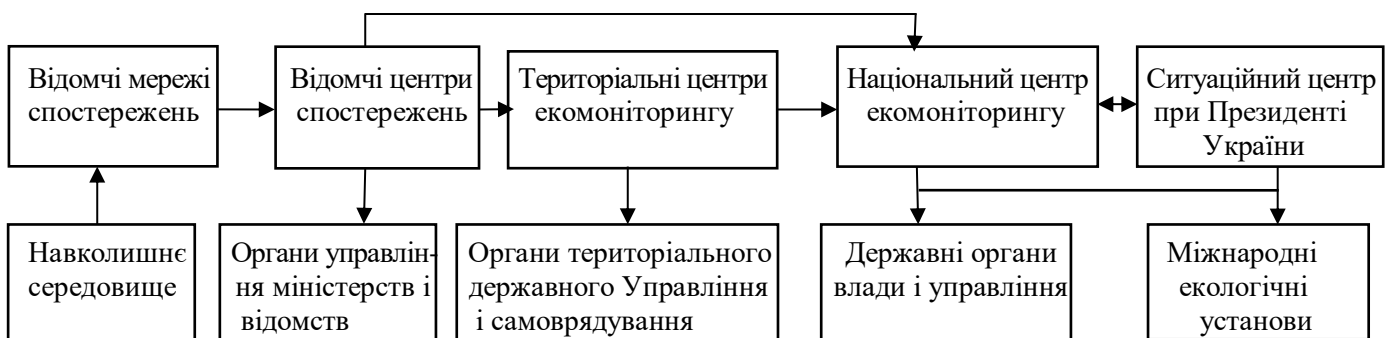 Відомчі мережі
спостережень
Відомчі центри
спостережень
Територіальні центри
екомоніторингу
Національний центр
екомоніторингу
Ситуаційний центр
при Президенті
України
Навколишнє
середовище
Органи управлін-
ня міністерств і
відомств
Органи територіального
державного Управління
і самоврядування
Державні органи
влади і управління
Міжнародні
екологічні
установи